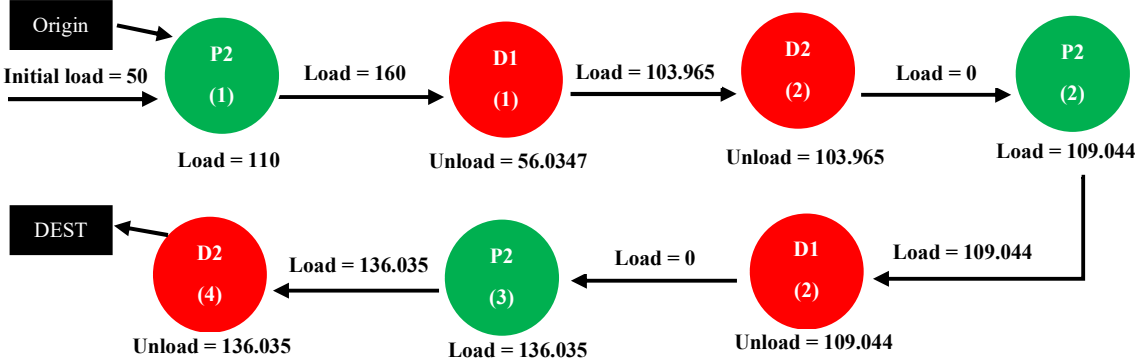 Origin
Initial load = 50
P2
(1)
Load = 110
Load = 160
D1
(1)
Unload = 56.0347
Load = 103.965
D2
(2)
Unload = 103.965
Load = 0
P2
(2)
Load = 109.044
Load = 109.044
D1
(2)
Unload = 109.044
Load = 0
P2
(3)
Load = 136.035
Load = 136.035
D2
(4)
Unload = 136.035
DEST